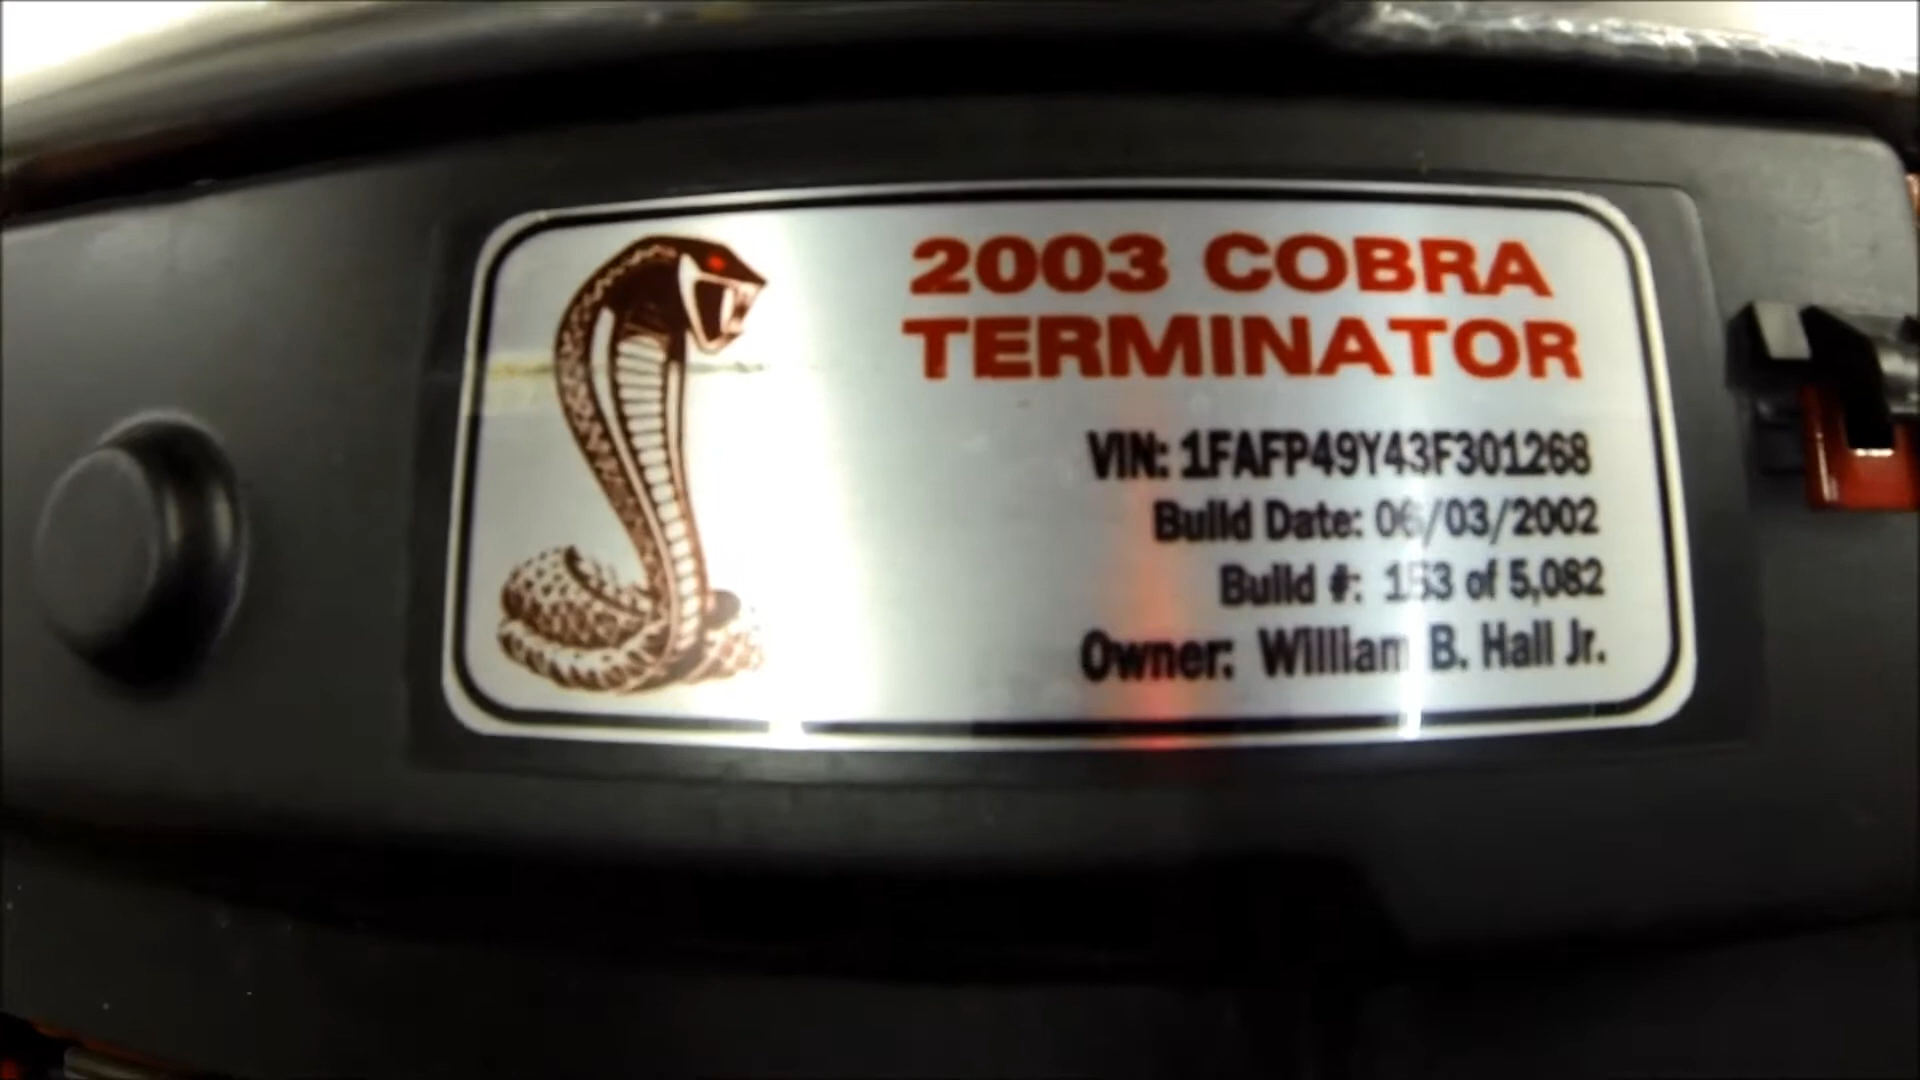 2003 COBRA
TERMINATOR
VIN: 1FAFP49Y43F301268
Build Date: 06/03/2002
Build #: 153 of 5,082
Owner: William B. Hall Jr.